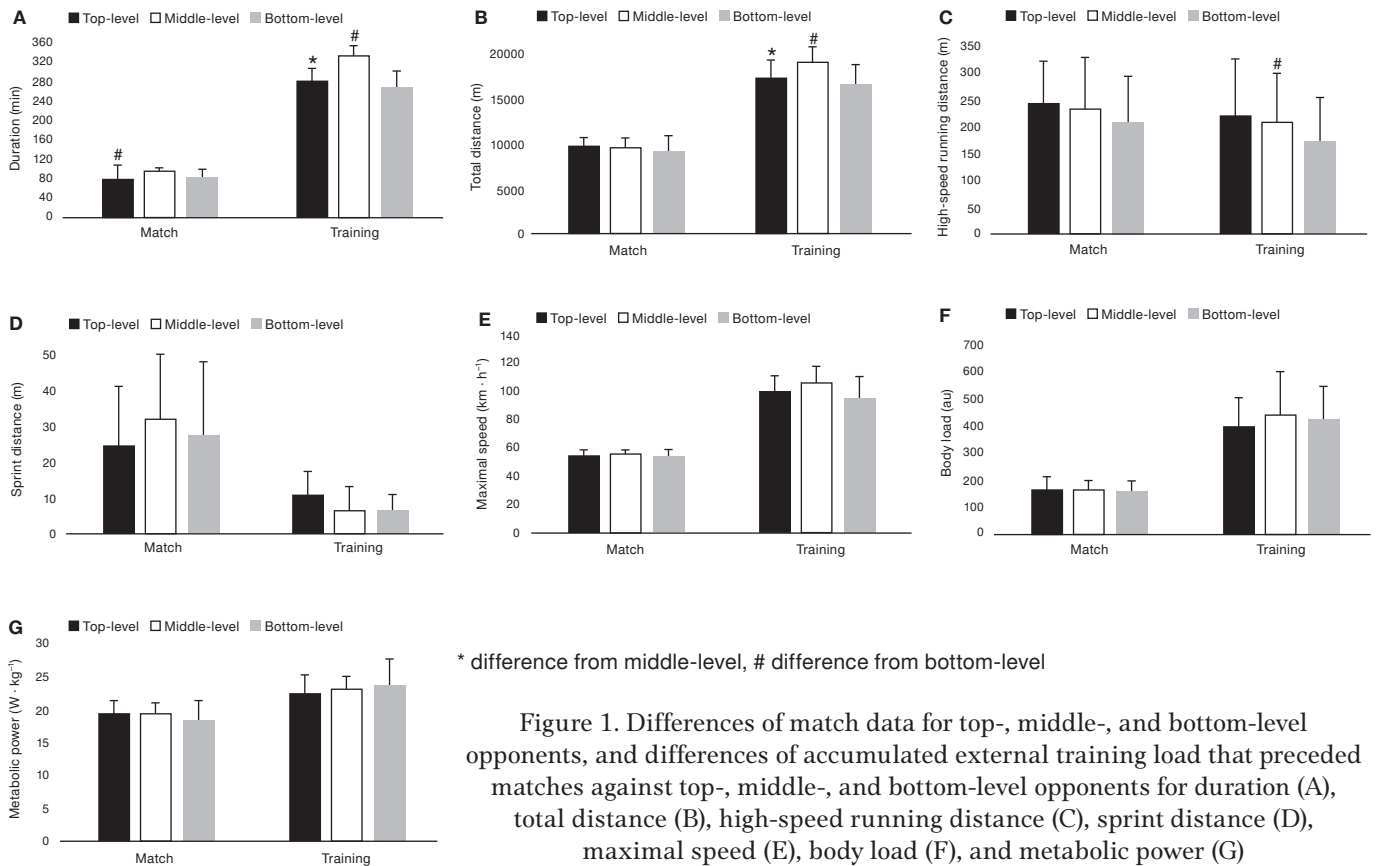 A
Top-level Middle-level Bottom-level
Duration (min)
360
320
280
240
200
160
120
80
40
0
#
*
#
Match Training
B
Top-level Middle-level Bottom-level
Total distance (m)
20000
15000
10000
5000
0
*
#
Match Training
C
Top-level Middle-level Bottom-level
High-speed running distance (m)
350
300
250
200
150
100
50
0
#
Match Training
D
Top-level Middle-level Bottom-level
Sprint distance (m)
50
40
30
20
10
0
Match Training
E
Top-level Middle-level Bottom-level
Maximal speed (km · h⁻¹)
140
120
100
80
60
40
20
0
Match Training
F
Top-level Middle-level Bottom-level
Body load (au)
700
600
500
400
300
200
100
0
Match Training
G
Top-level Middle-level Bottom-level
Metabolic power (W · kg⁻¹)
30
25
20
15
10
5
0
Match Training
* difference from middle-level, # difference from bottom-level
Figure 1. Differences of match data for top-, middle-, and bottom-level
opponents, and differences of accumulated external training load that preceded
matches against top-, middle-, and bottom-level opponents for duration (A),
total distance (B), high-speed running distance (C), sprint distance (D),
maximal speed (E), body load (F), and metabolic power (G)